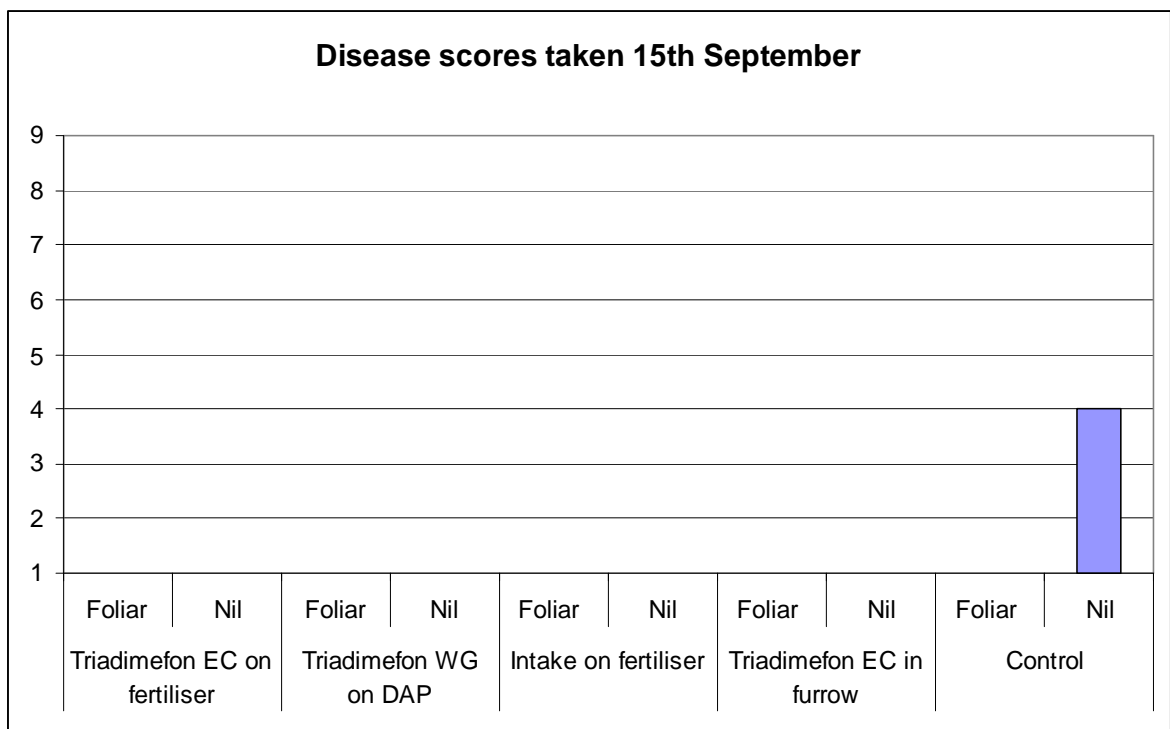 Disease scores taken 15th September
9
8
7
6
5
4
3
2
1
Foliar Nil Foliar Nil Foliar Nil Foliar Nil Foliar Nil
Triadimefon EC on fertiliser
Triadimefon WG on DAP
Intake on fertiliser
Triadimefon EC in furrow
Control